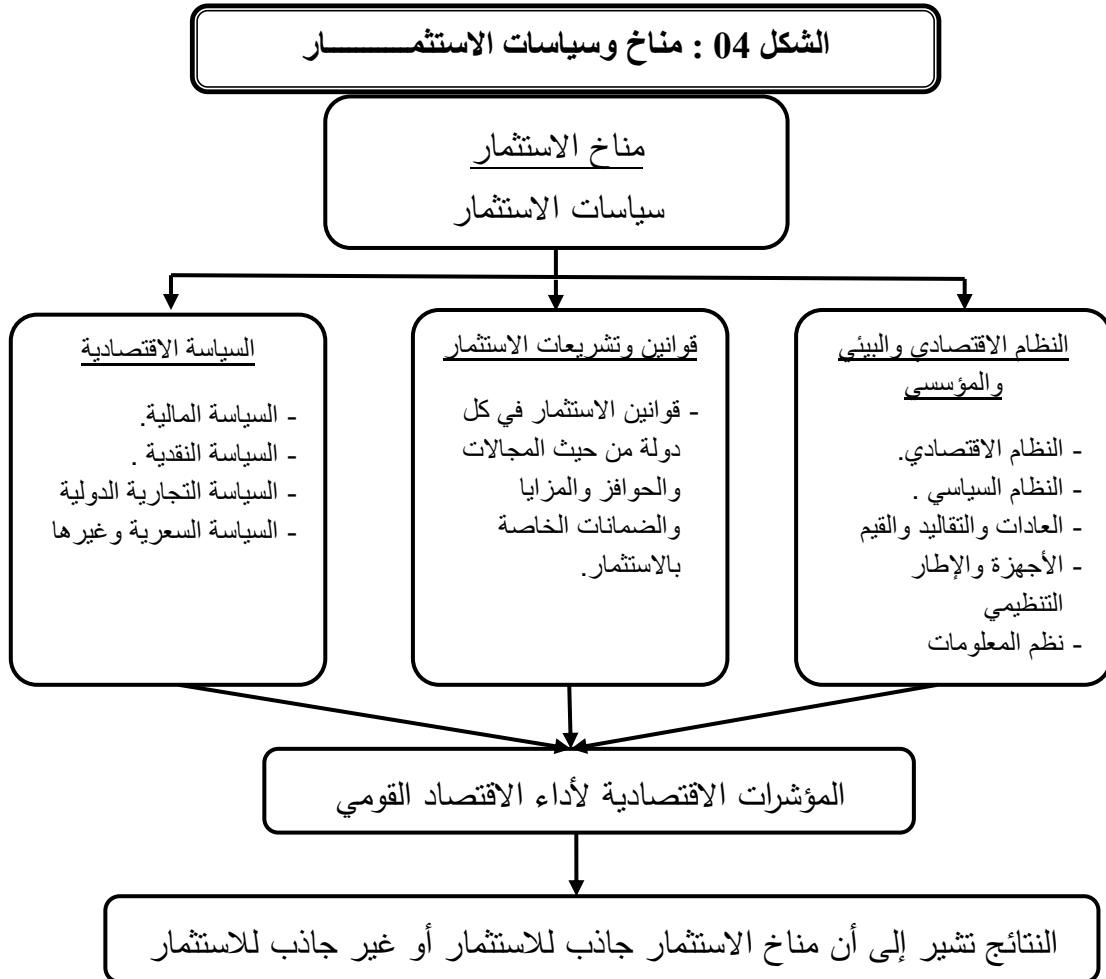 الشكل 04 : مناخ وسياسات الاستثمـــــــــــار
مناخ الاستثمار
سياسات الاستثمار
النظام الاقتصادي والبيئي
والمؤسسي
- النظام الاقتصادي.
- النظام السياسي .
- العادات والتقاليد والقيم
- الأجهزة والإطار
التنظيمي
- نظم المعلومات
قوانين وتشريعات الاستثمار
- قوانين الاستثمار في كل
دولة من حيث المجالات
والحوافز والمزايا
والضمانات الخاصة
بالاستثمار.
السياسة الاقتصادية
- السياسة المالية.
- السياسة النقدية .
- السياسة التجارية الدولية
- السياسة السعرية وغيرها
المؤشرات الاقتصادية لأداء الاقتصاد القومي
النتائج تشير إلى أن مناخ الاستثمار جاذب للاستثمار أو غير جاذب للاستثمار